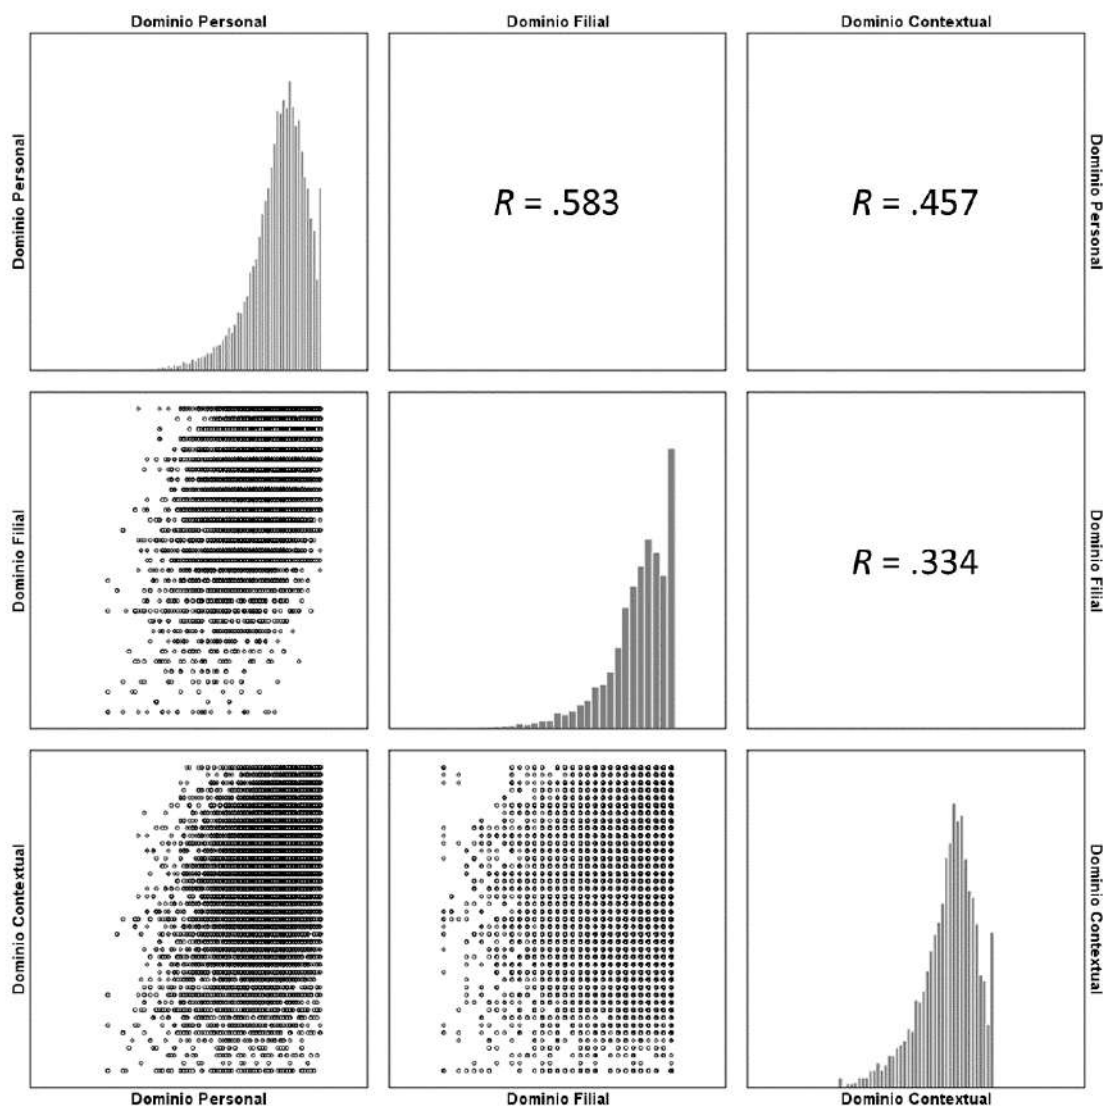 Dominio Personal
Dominio Filial
Dominio Contextual
Dominio Personal
R = .583
R = .457
Dominio Personal
Dominio Filial
R = .334
Dominio Filial
Dominio Contextual
Dominio Contextual
Dominio Personal
Dominio Filial
Dominio Contextual